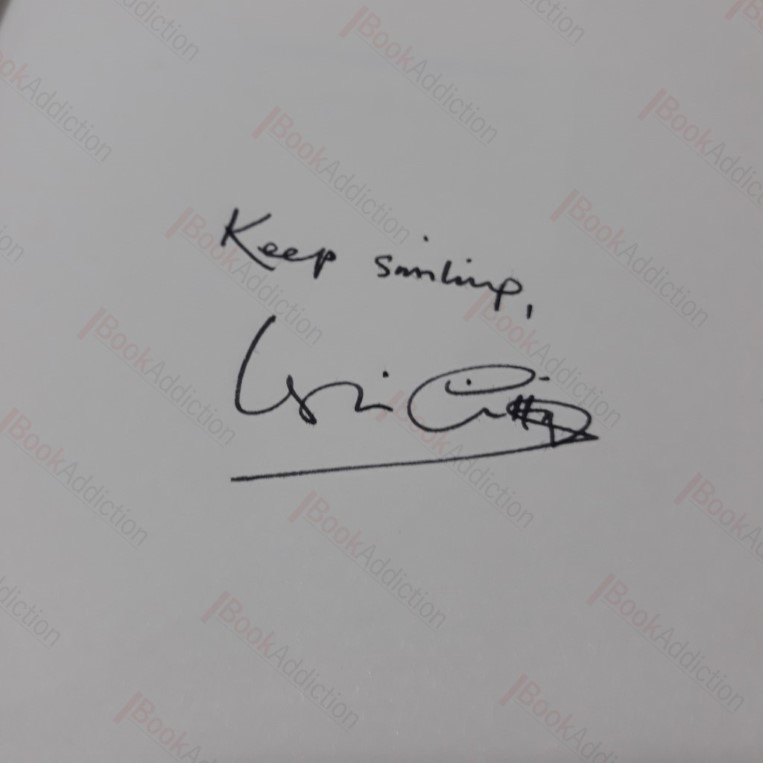 Keep smiling,
BookAddiction